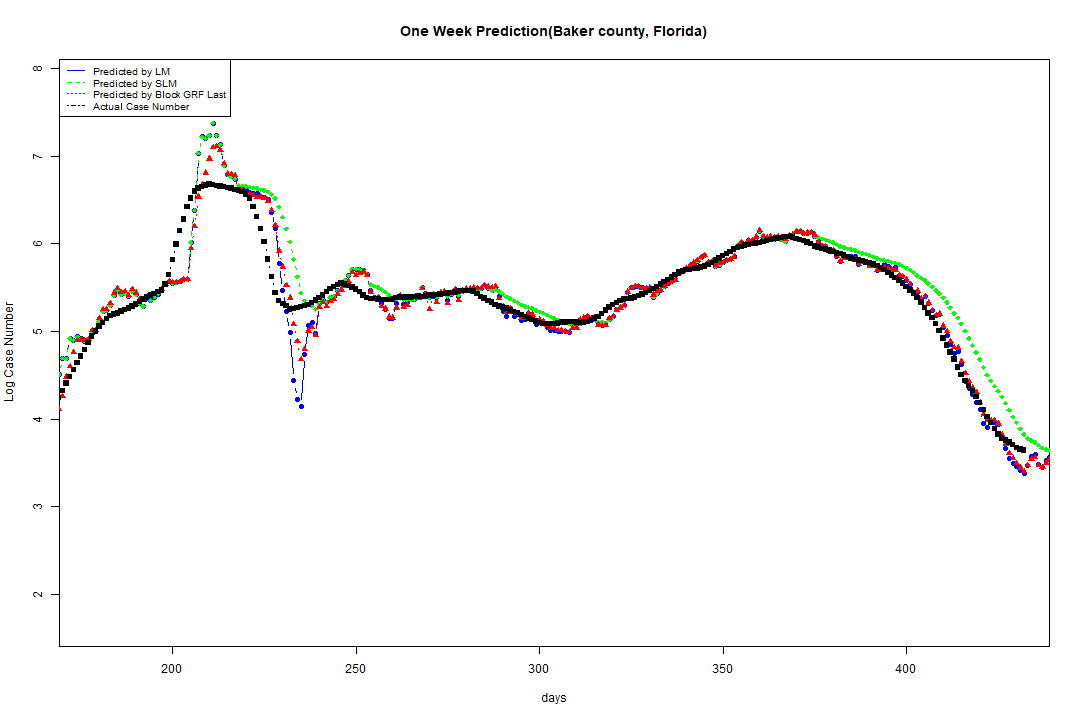 One Week Prediction(Baker county, Florida)
Predicted by LM
Predicted by SLM
Predicted by Block GRF Last
Actual Case Number
Log Case Number
8
7
6
5
4
3
2
200 250 300 350 400
days